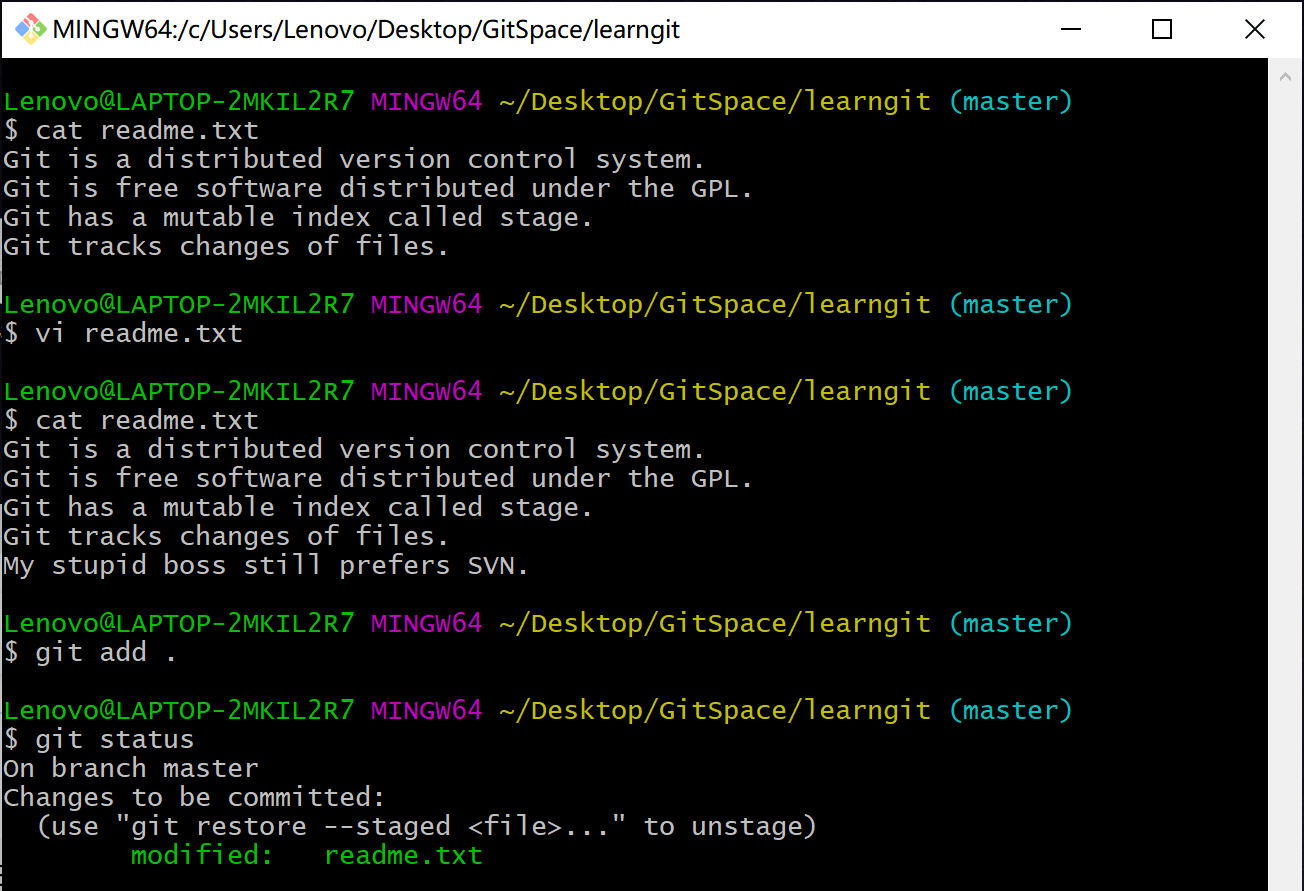 MINGW64:/c/Users/Lenovo/Desktop/GitSpace/learngit
Lenovo@LAPTOP-2MKIL2R7 MINGW64 ~/Desktop/GitSpace/learngit (master)
$ cat readme.txt
Git is a distributed version control system.
Git is free software distributed under the GPL.
Git has a mutable index called stage.
Git tracks changes of files.
Lenovo@LAPTOP-2MKIL2R7 MINGW64 ~/Desktop/GitSpace/learngit (master)
$ vi readme.txt
Lenovo@LAPTOP-2MKIL2R7 MINGW64 ~/Desktop/GitSpace/learngit (master)
$ cat readme.txt
Git is a distributed version control system.
Git is free software distributed under the GPL.
Git has a mutable index called stage.
Git tracks changes of files.
My stupid boss still prefers SVN.
Lenovo@LAPTOP-2MKIL2R7 MINGW64 ~/Desktop/GitSpace/learngit (master)
$ git add .
Lenovo@LAPTOP-2MKIL2R7 MINGW64 ~/Desktop/GitSpace/learngit (master)
$ git status
On branch master
Changes to be committed:
  (use "git restore --staged <file>..." to unstage)
        modified:   readme.txt